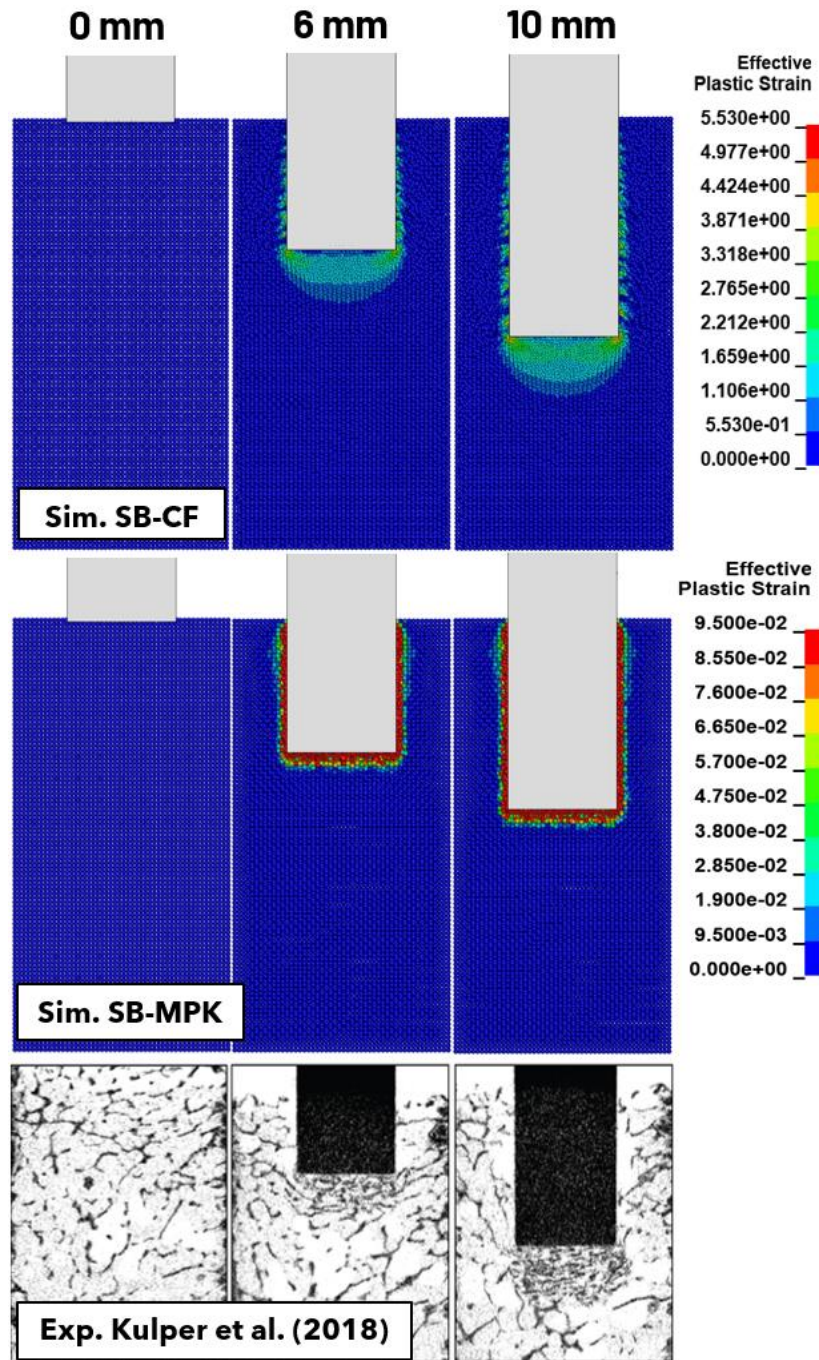 0 mm 6 mm 10 mm
Effective
Plastic Strain
5.530e+00
4.977e+00
4.424e+00
3.871e+00
3.318e+00
2.765e+00
2.212e+00
1.659e+00
1.106e+00
5.530e-01
0.000e+00
Sim. SB-CF
Effective
Plastic Strain
9.500e-02
8.550e-02
7.600e-02
6.650e-02
5.700e-02
4.750e-02
3.800e-02
2.850e-02
1.900e-02
9.500e-03
0.000e+00
Sim. SB-MPK
Exp. Kulper et al. (2018)